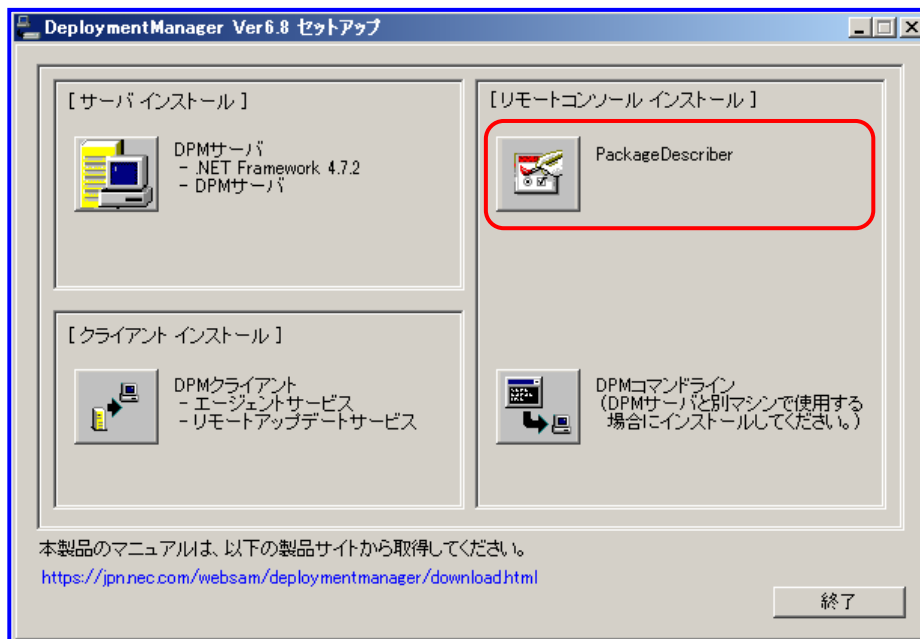 DeploymentManager Ver6.8 セットアップ
[ サーバ インストール ]
DPMサーバ
- .NET Framework 4.7.2
- DPMサーバ
[ クライアント インストール ]
DPMクライアント
- エージェントサービス
- リモートアップデートサービス
[ リモートコンソール インストール ]
PackageDescriber
DPMコマンドライン
(DPMサーバと別マシンで使用する
場合にインストールしてください。)
本製品のマニュアルは、以下の製品サイトから取得してください。
https://jpn.nec.com/websam/deploymentmanager/download.html
終了